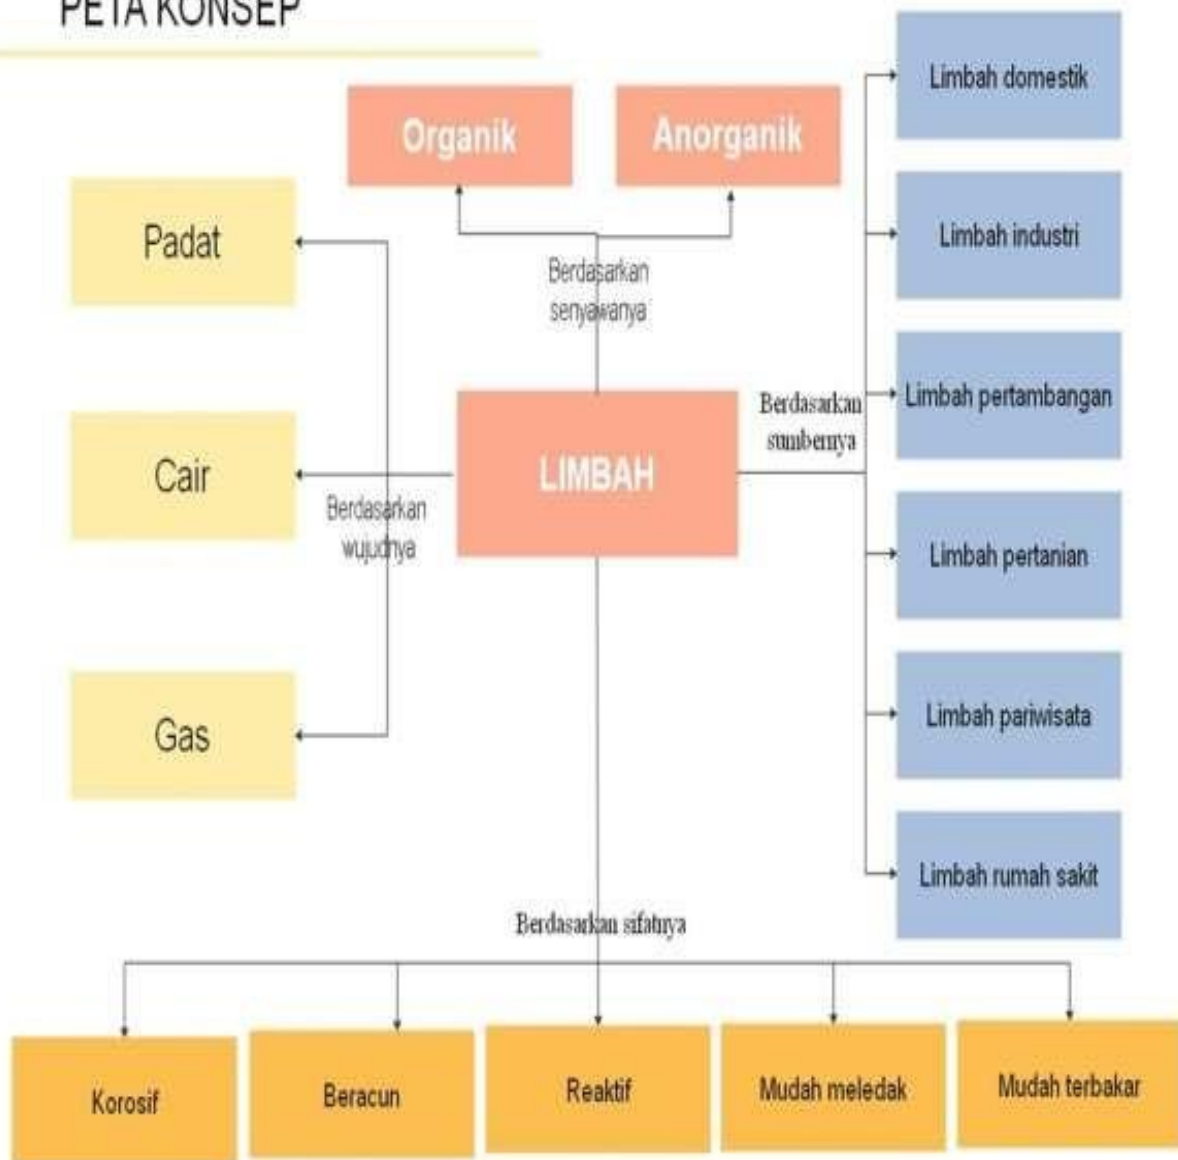 PETA KONSEP
Organik
Anorganik
Padat
Cair
Gas
Berdasarkan
senyawanya
Berdasarkan
wujudnya
LIMBAH
Berdasarkan
sumbernya
Limbah domestik
Limbah industri
Limbah pertambangan
Limbah pertanian
Limbah pariwisata
Limbah rumah sakit
Berdasarkan sifatnya
Korosif
Beracun
Reaktif
Mudah meledak
Mudah terbakar